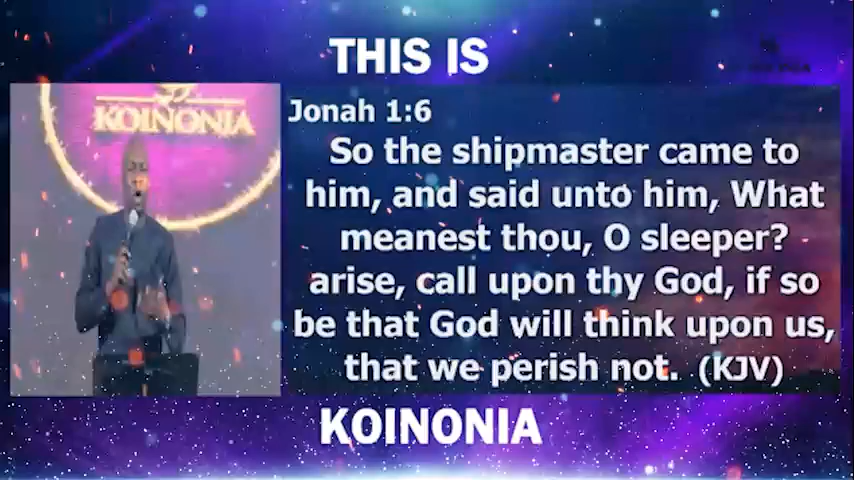 THIS IS
KOINONIA
Jonah 1:6
So the shipmaster came to
him, and said unto him, What
meanest thou, O sleeper?
arise, call upon thy God, if so
be that God will think upon us,
that we perish not. (KJV)
KOINONIA